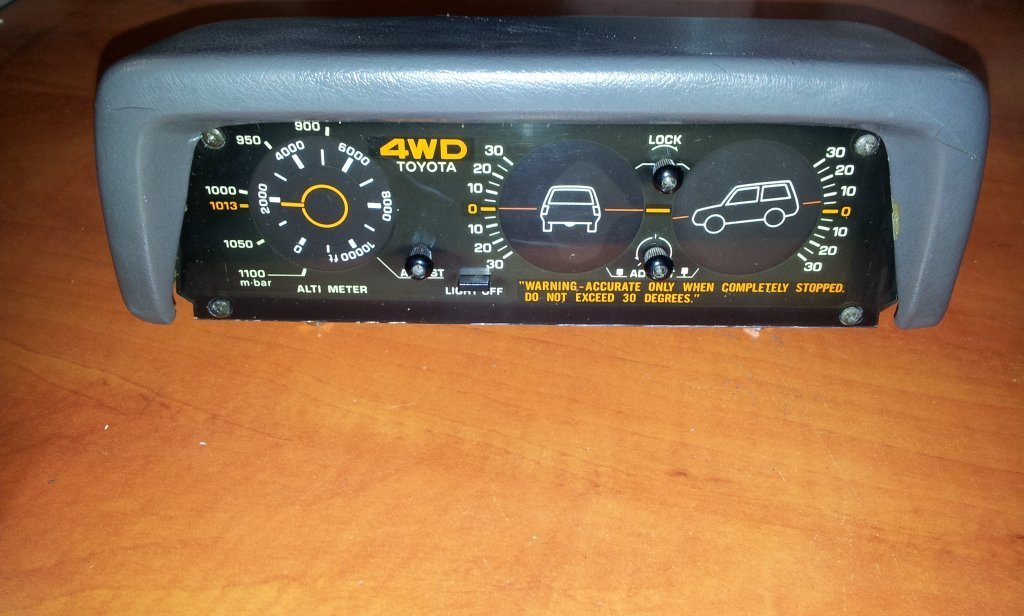 900
950
1000
1013
1050
1100
m·bar
0
2000
4000
6000
8000
10000
ft
ALTI METER
4WD
TOYOTA
LIGHT OFF
30
20
10
0
10
20
30
LOCK
30
20
10
0
10
20
30
"WARNING-ACCURATE ONLY WHEN COMPLETELY STOPPED.
DO NOT EXCEED 30 DEGREES."